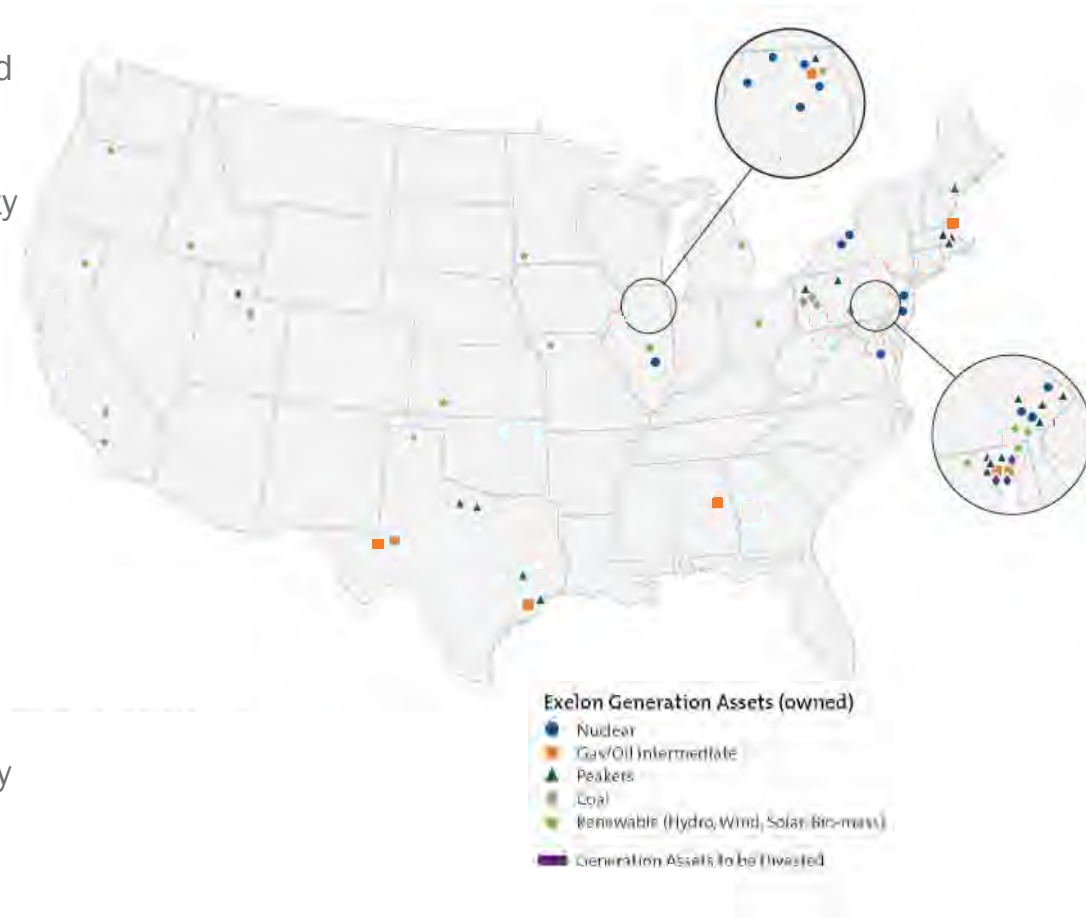 d
ty
y
Exelon Generation Assets (owned)
Nuclear
Gas/Oil Intermediate
Peakers
Coal
Renewable (Hydro, Wind, Solar, Bio-mass)
Generation Assets to be Divested